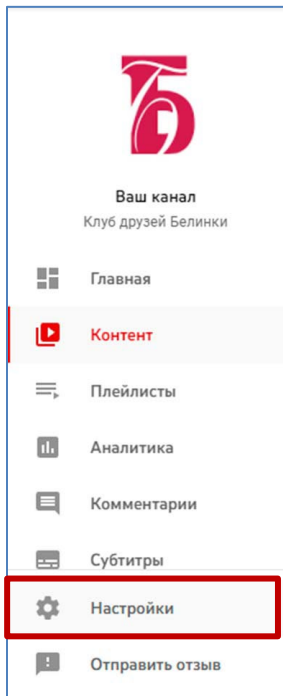 Ваш канал
Клуб друзей Белинки
Главная
Контент
Плейлисты
Аналитика
Комментарии
Субтитры
Настройки
Отправить отзыв